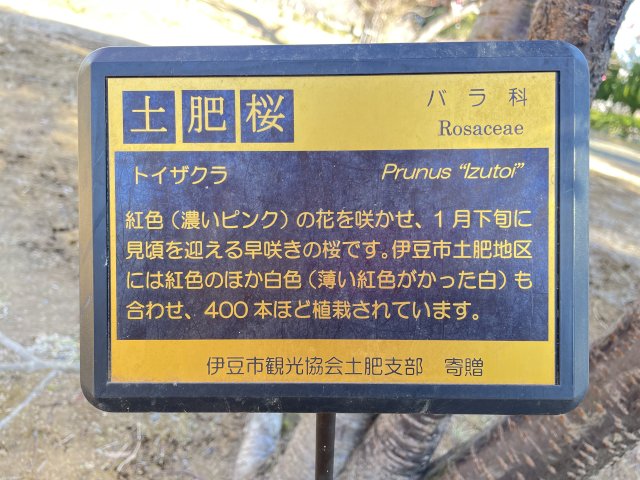 土肥桜
バラ科
Rosaceae
トイザクラ
Prunus "Izutoi"
紅色（濃いピンク）の花を咲かせ、1月下旬に
見頃を迎える早咲きの桜です。伊豆市土肥地区
には紅色のほか白色（薄い紅色がかった白）も
合わせ、400本ほど植栽されています。
伊豆市観光協会土肥支部 寄贈